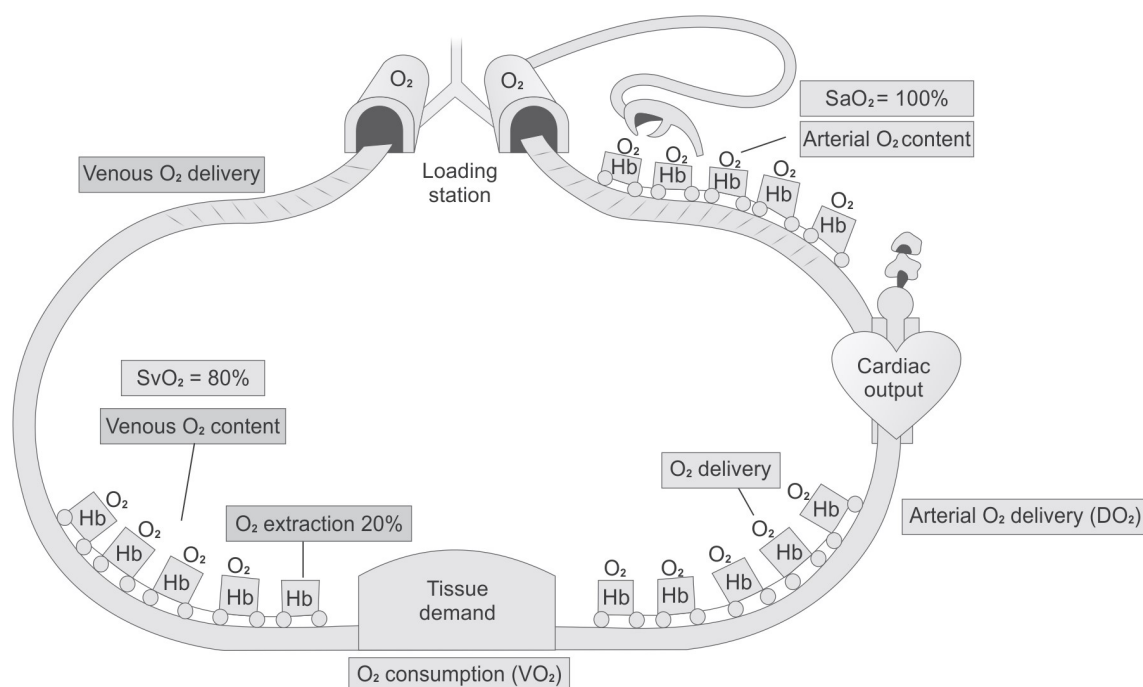 O₂
O₂
SaO₂ = 100%
Arterial O₂ content
Loading
station
Venous O₂ delivery
O₂
O₂
O₂
O₂
O₂
Hb
Hb
Hb
Hb
Hb
Cardiac
output
SvO₂ = 80%
Venous O₂ content
O₂ delivery
Arterial O₂ delivery (DO₂)
O₂ extraction 20%
O₂
O₂
O₂
O₂
Hb
Hb
Hb
Hb
Hb
Tissue
demand
O₂
O₂
O₂
O₂
O₂
Hb
Hb
Hb
Hb
Hb
O₂ consumption (VO₂)